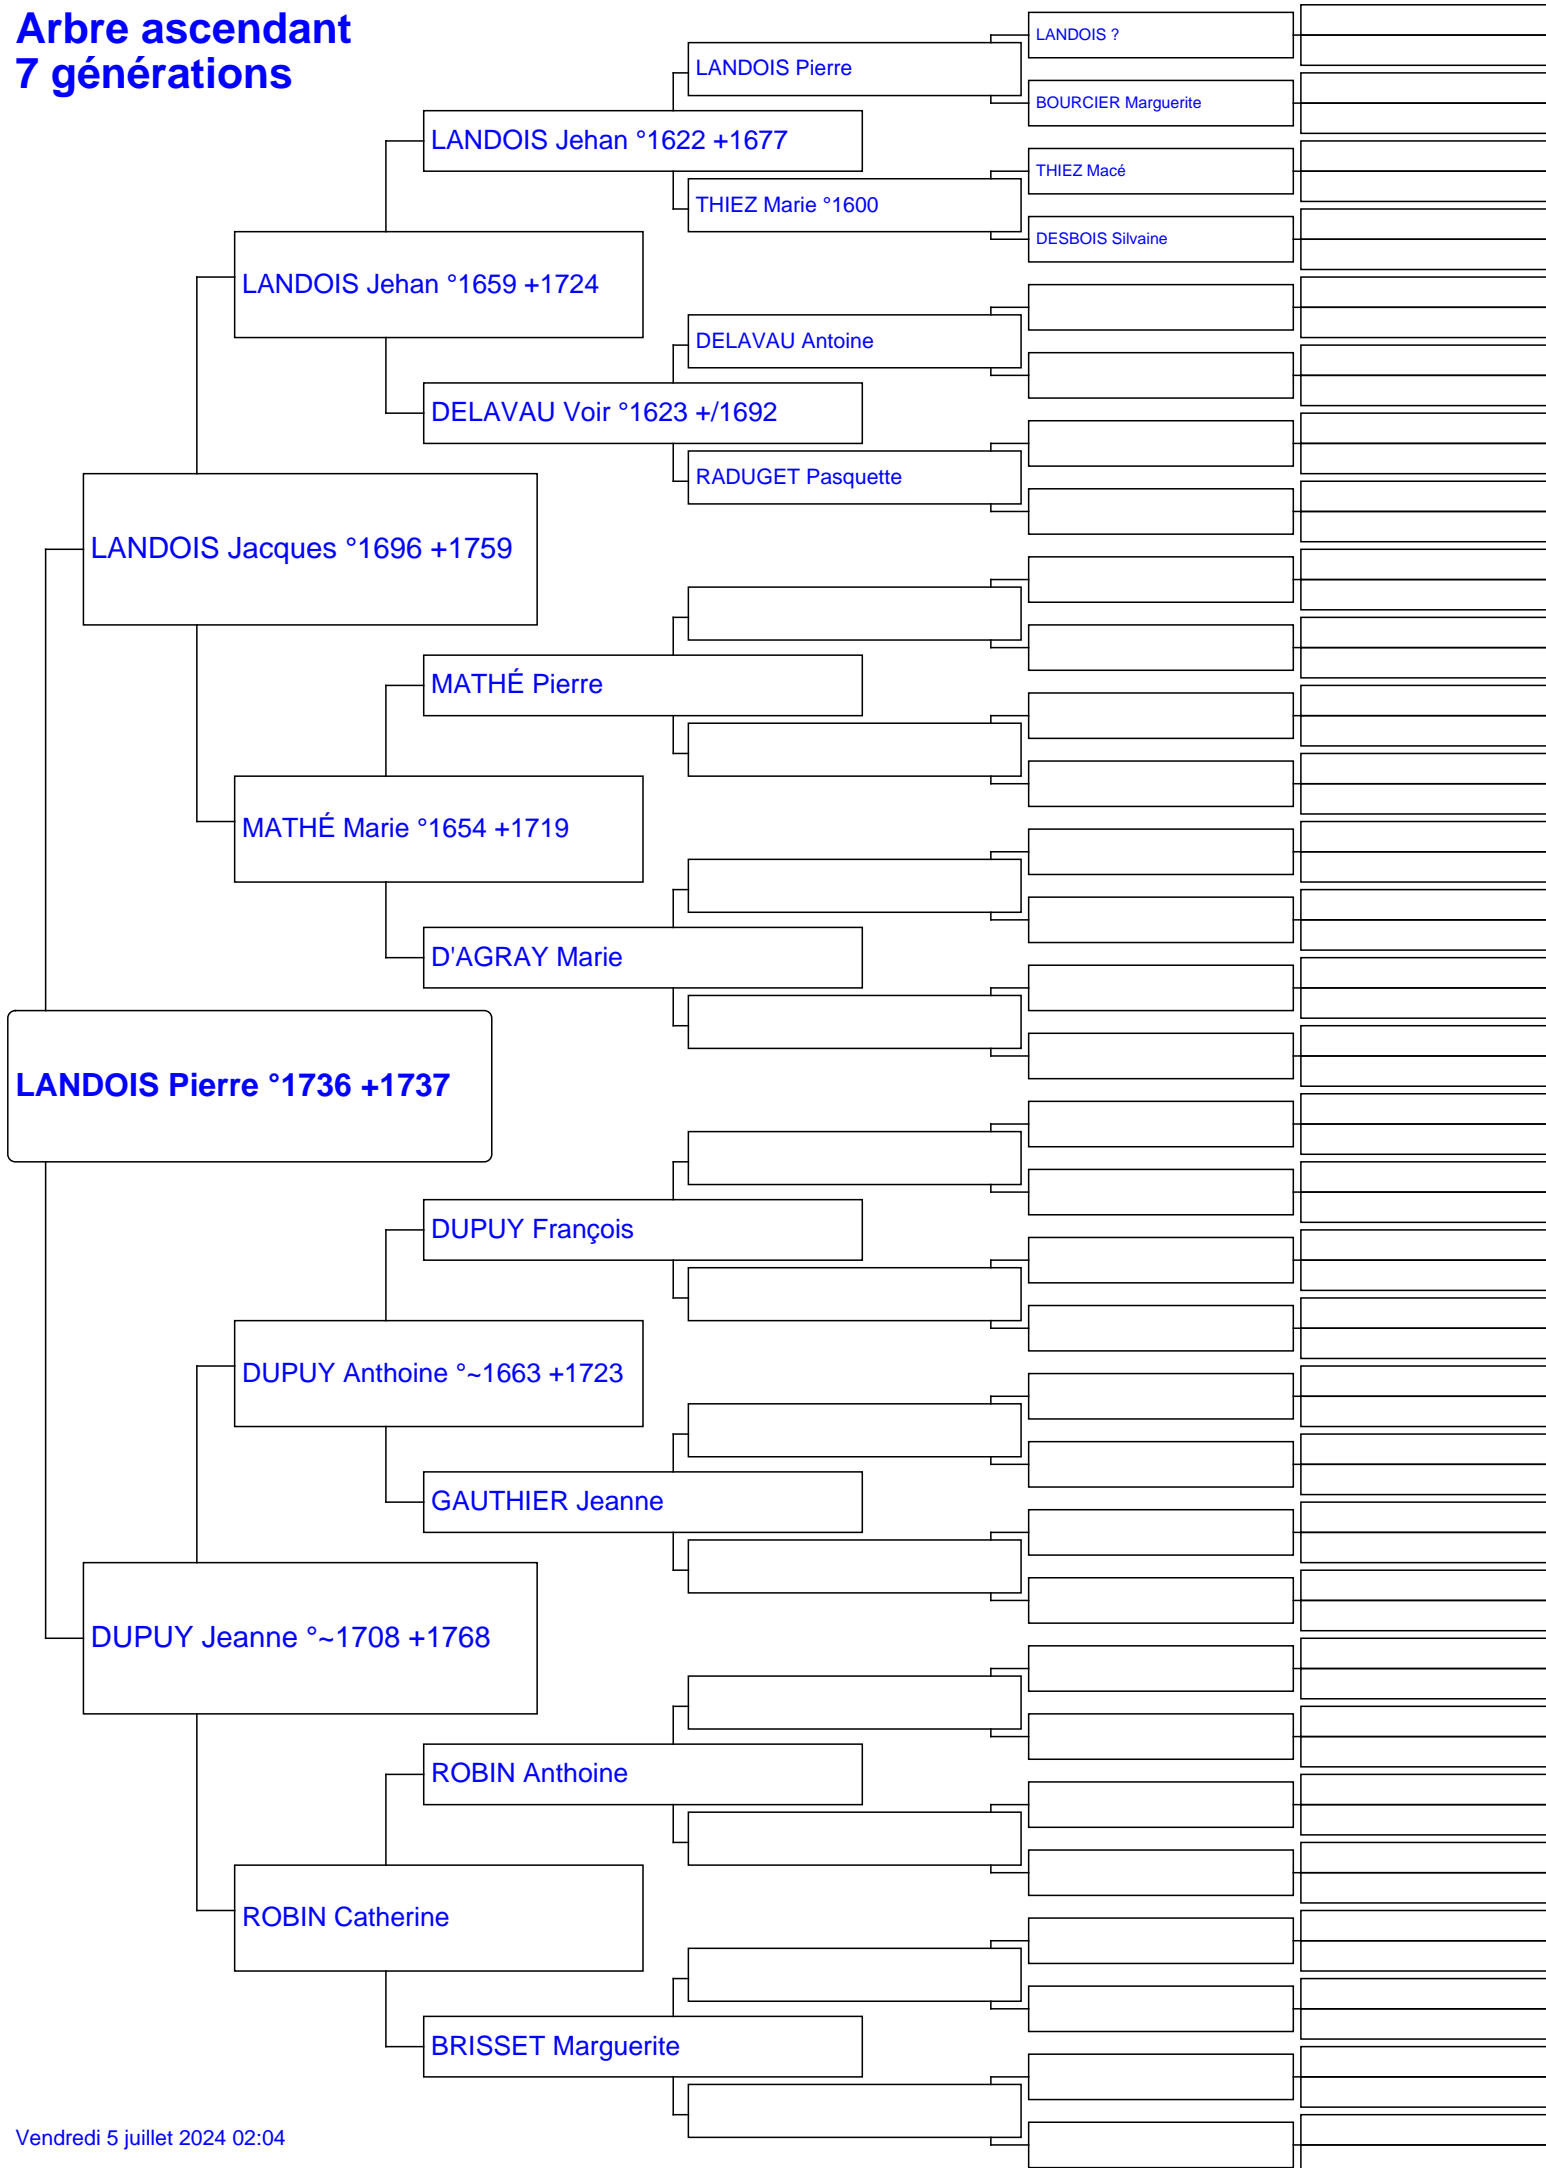 Arbre ascendant
7 générations
LANDOIS ?
LANDOIS Pierre
BOURCIER Marguerite
LANDOIS Jehan °1622 +1677
THIEZ Macé
THIEZ Marie °1600
DESBOIS Silvaine
LANDOIS Jehan °1659 +1724
DELAVAU Antoine
DELAVAU Voir °1623 +/1692
RADUGET Pasquette
LANDOIS Jacques °1696 +1759
MATHÉ Pierre
MATHÉ Marie °1654 +1719
D'AGRAY Marie
LANDOIS Pierre °1736 +1737
DUPUY François
DUPUY Anthoine °~1663 +1723
GAUTHIER Jeanne
DUPUY Jeanne °~1708 +1768
ROBIN Anthoine
ROBIN Catherine
BRISSET Marguerite
Vendredi 5 juillet 2024 02:04